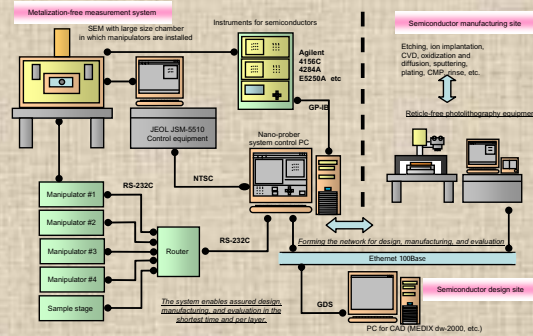 Metalization-free measurement system
SEM with large size chamber
in which manipulators are installed
Instruments for semiconductors
Agilent
4156C
4284A
E5250A etc
GP-IB
Semiconductor manufacturing site
Etching, ion implantation,
CVD, oxidization and
diffusion, sputtering,
plating, CMP, rinse, etc.
Reticle-free photolithography equipment
JEOL JSM-5510
Control equipment
Nano-prober
system control PC
NTSC
RS-232C
Manipulator #1
Manipulator #2
Manipulator #3
Manipulator #4
Sample stage
Router
RS-232C
Forming the network for design, manufacturing, and evaluation
Ethernet 100Base
The system enables assured design,
manufacturing, and evaluation in the
shortest time and per layer.
GDS
Semiconductor design site
PC for CAD (MEDIX dw-2000, etc.)